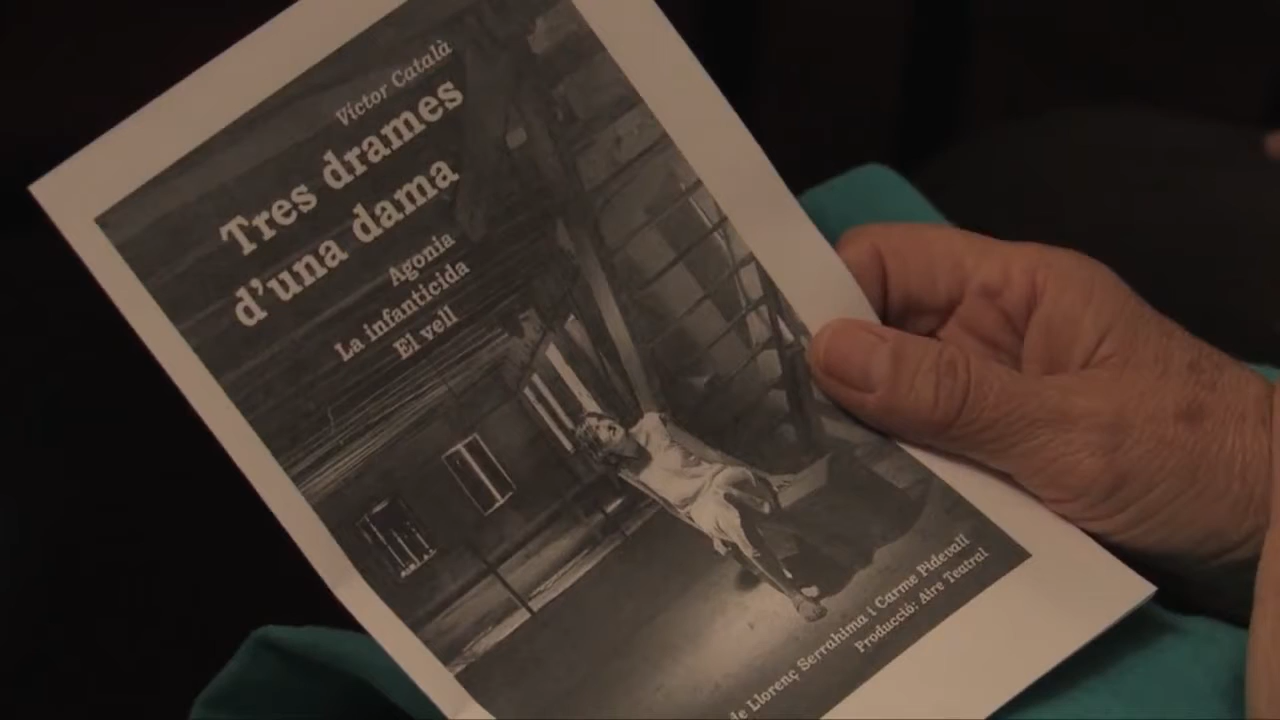 Víctor Català
Tres drames
d'una dama
Agonia
La infanticida
El vell
de Llorenç Serrahima i Carme Pidevall
Producció: Aire Teatral